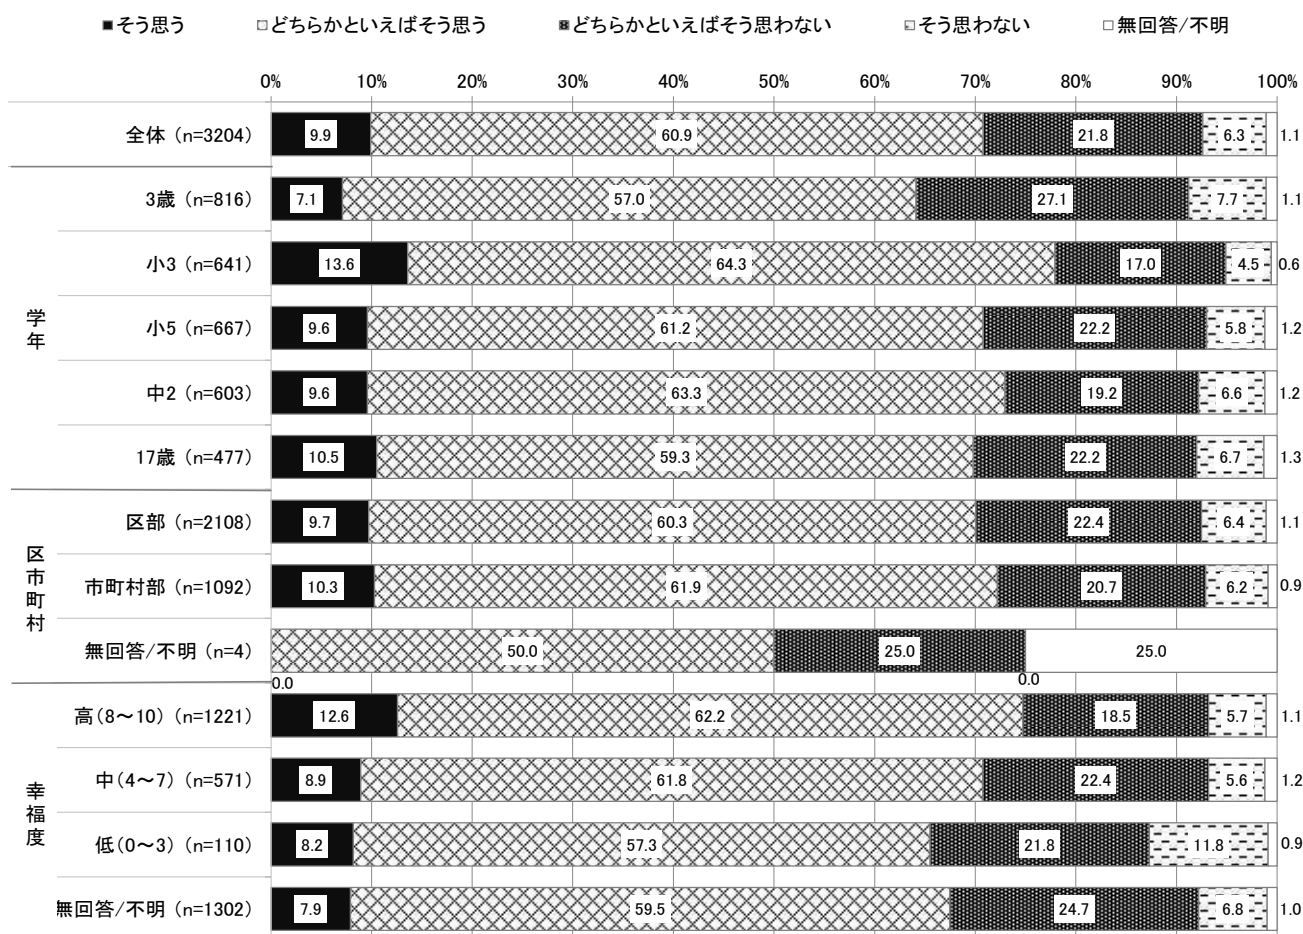 ■そう思う □どちらかといえばそう思う ■どちらかといえばそう思わない □そう思わない □無回答/不明
0% 10% 20% 30% 40% 50% 60% 70% 80% 90% 100%
全体 (n=3204) 9.9 60.9 21.8 6.3 1.1
学年
3歳 (n=816) 7.1 57.0 27.1 7.7 1.1
小3 (n=641) 13.6 64.3 17.0 4.5 0.6
小5 (n=667) 9.6 61.2 22.2 5.8 1.2
中2 (n=603) 9.6 63.3 19.2 6.6 1.2
17歳 (n=477) 10.5 59.3 22.2 6.7 1.3
区市町村
区部 (n=2108) 9.7 60.3 22.4 6.4 1.1
市町村部 (n=1092) 10.3 61.9 20.7 6.2 0.9
無回答/不明 (n=4) 50.0 25.0 25.0
0.0 0.0
幸福度
高(8～10) (n=1221) 12.6 62.2 18.5 5.7 1.1
中(4～7) (n=571) 8.9 61.8 22.4 5.6 1.2
低(0～3) (n=110) 8.2 57.3 21.8 11.8 0.9
無回答/不明 (n=1302) 7.9 59.5 24.7 6.8 1.0